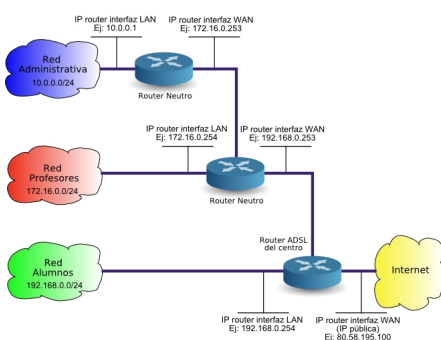 IP router interfaz LAN
Ej: 10.0.0.1
IP router interfaz WAN
Ej: 172.16.0.253
Red
Administrativa
10.0.0.0/24
Router Neutro
IP router interfaz LAN
Ej: 172.16.0.254
IP router interfaz WAN
Ej: 192.168.0.253
Red
Profesores
172.16.0.0/24
Router Neutro
Router ADSL
del centro
Red
Alumnos
192.168.0.0/24
Internet
IP router interfaz LAN
Ej: 192.168.0.254
IP router interfaz WAN
(IP pública)
Ej: 80.58.195.100